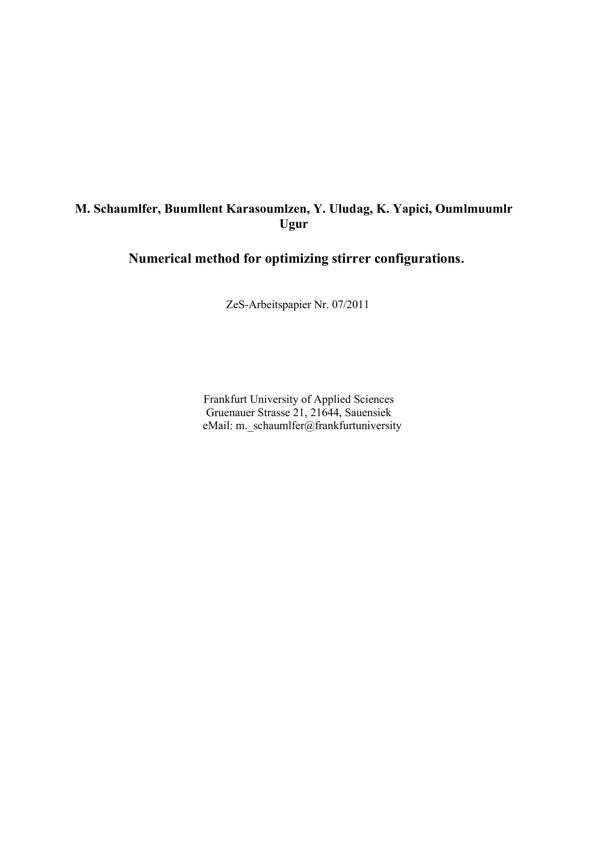 M. Schaumlfer, Buumllent Karasoumlzen, Y. Uludag, K. Yapici, Oumlmuumlr
Ugur
Numerical method for optimizing stirrer configurations.
ZeS-Arbeitspapier Nr. 07/2011
Frankfurt University of Applied Sciences
Gruenauer Strasse 21, 21644, Sauensiek
eMail: m._schaumlfer@frankfurtuniversity